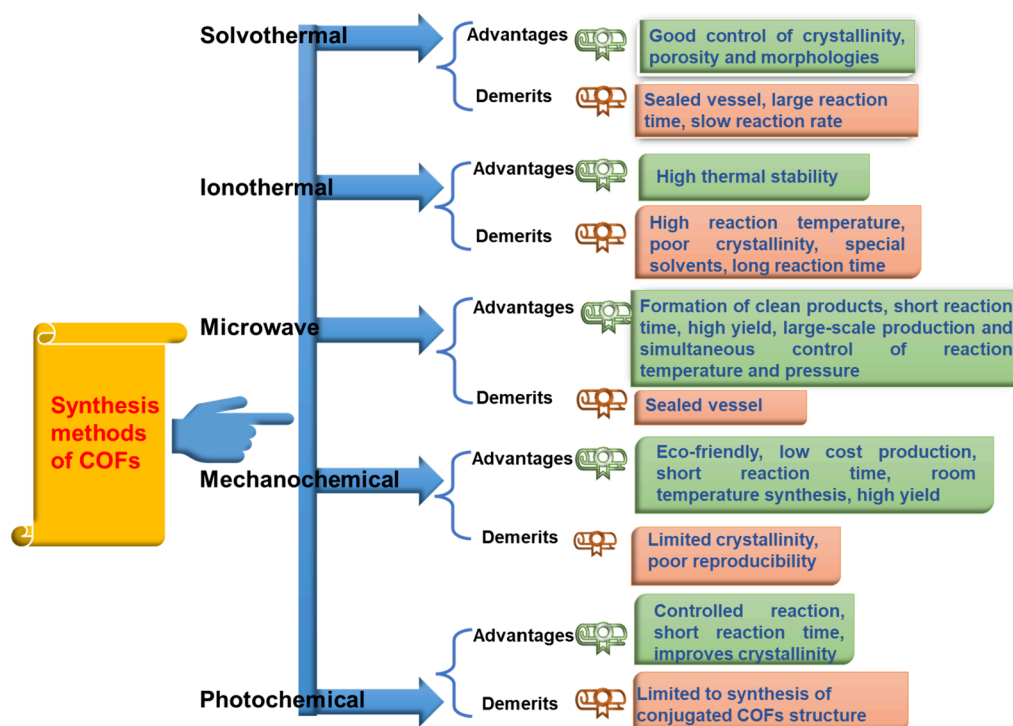 Synthesis
methods
of COFs
Solvothermal
Advantages
Good control of crystallinity,
porosity and morphologies
Demerits
Sealed vessel, large reaction
time, slow reaction rate
Ionothermal
Advantages
High thermal stability
Demerits
High reaction temperature,
poor crystallinity, special
solvents, long reaction time
Microwave
Advantages
Formation of clean products, short reaction
time, high yield, large-scale production and
simultaneous control of reaction
temperature and pressure
Demerits
Sealed vessel
Mechanochemical
Advantages
Eco-friendly, low cost production,
short reaction time, room
temperature synthesis, high yield
Demerits
Limited crystallinity,
poor reproducibility
Photochemical
Advantages
Controlled reaction,
short reaction time,
improves crystallinity
Demerits
Limited to synthesis of
conjugated COFs structure